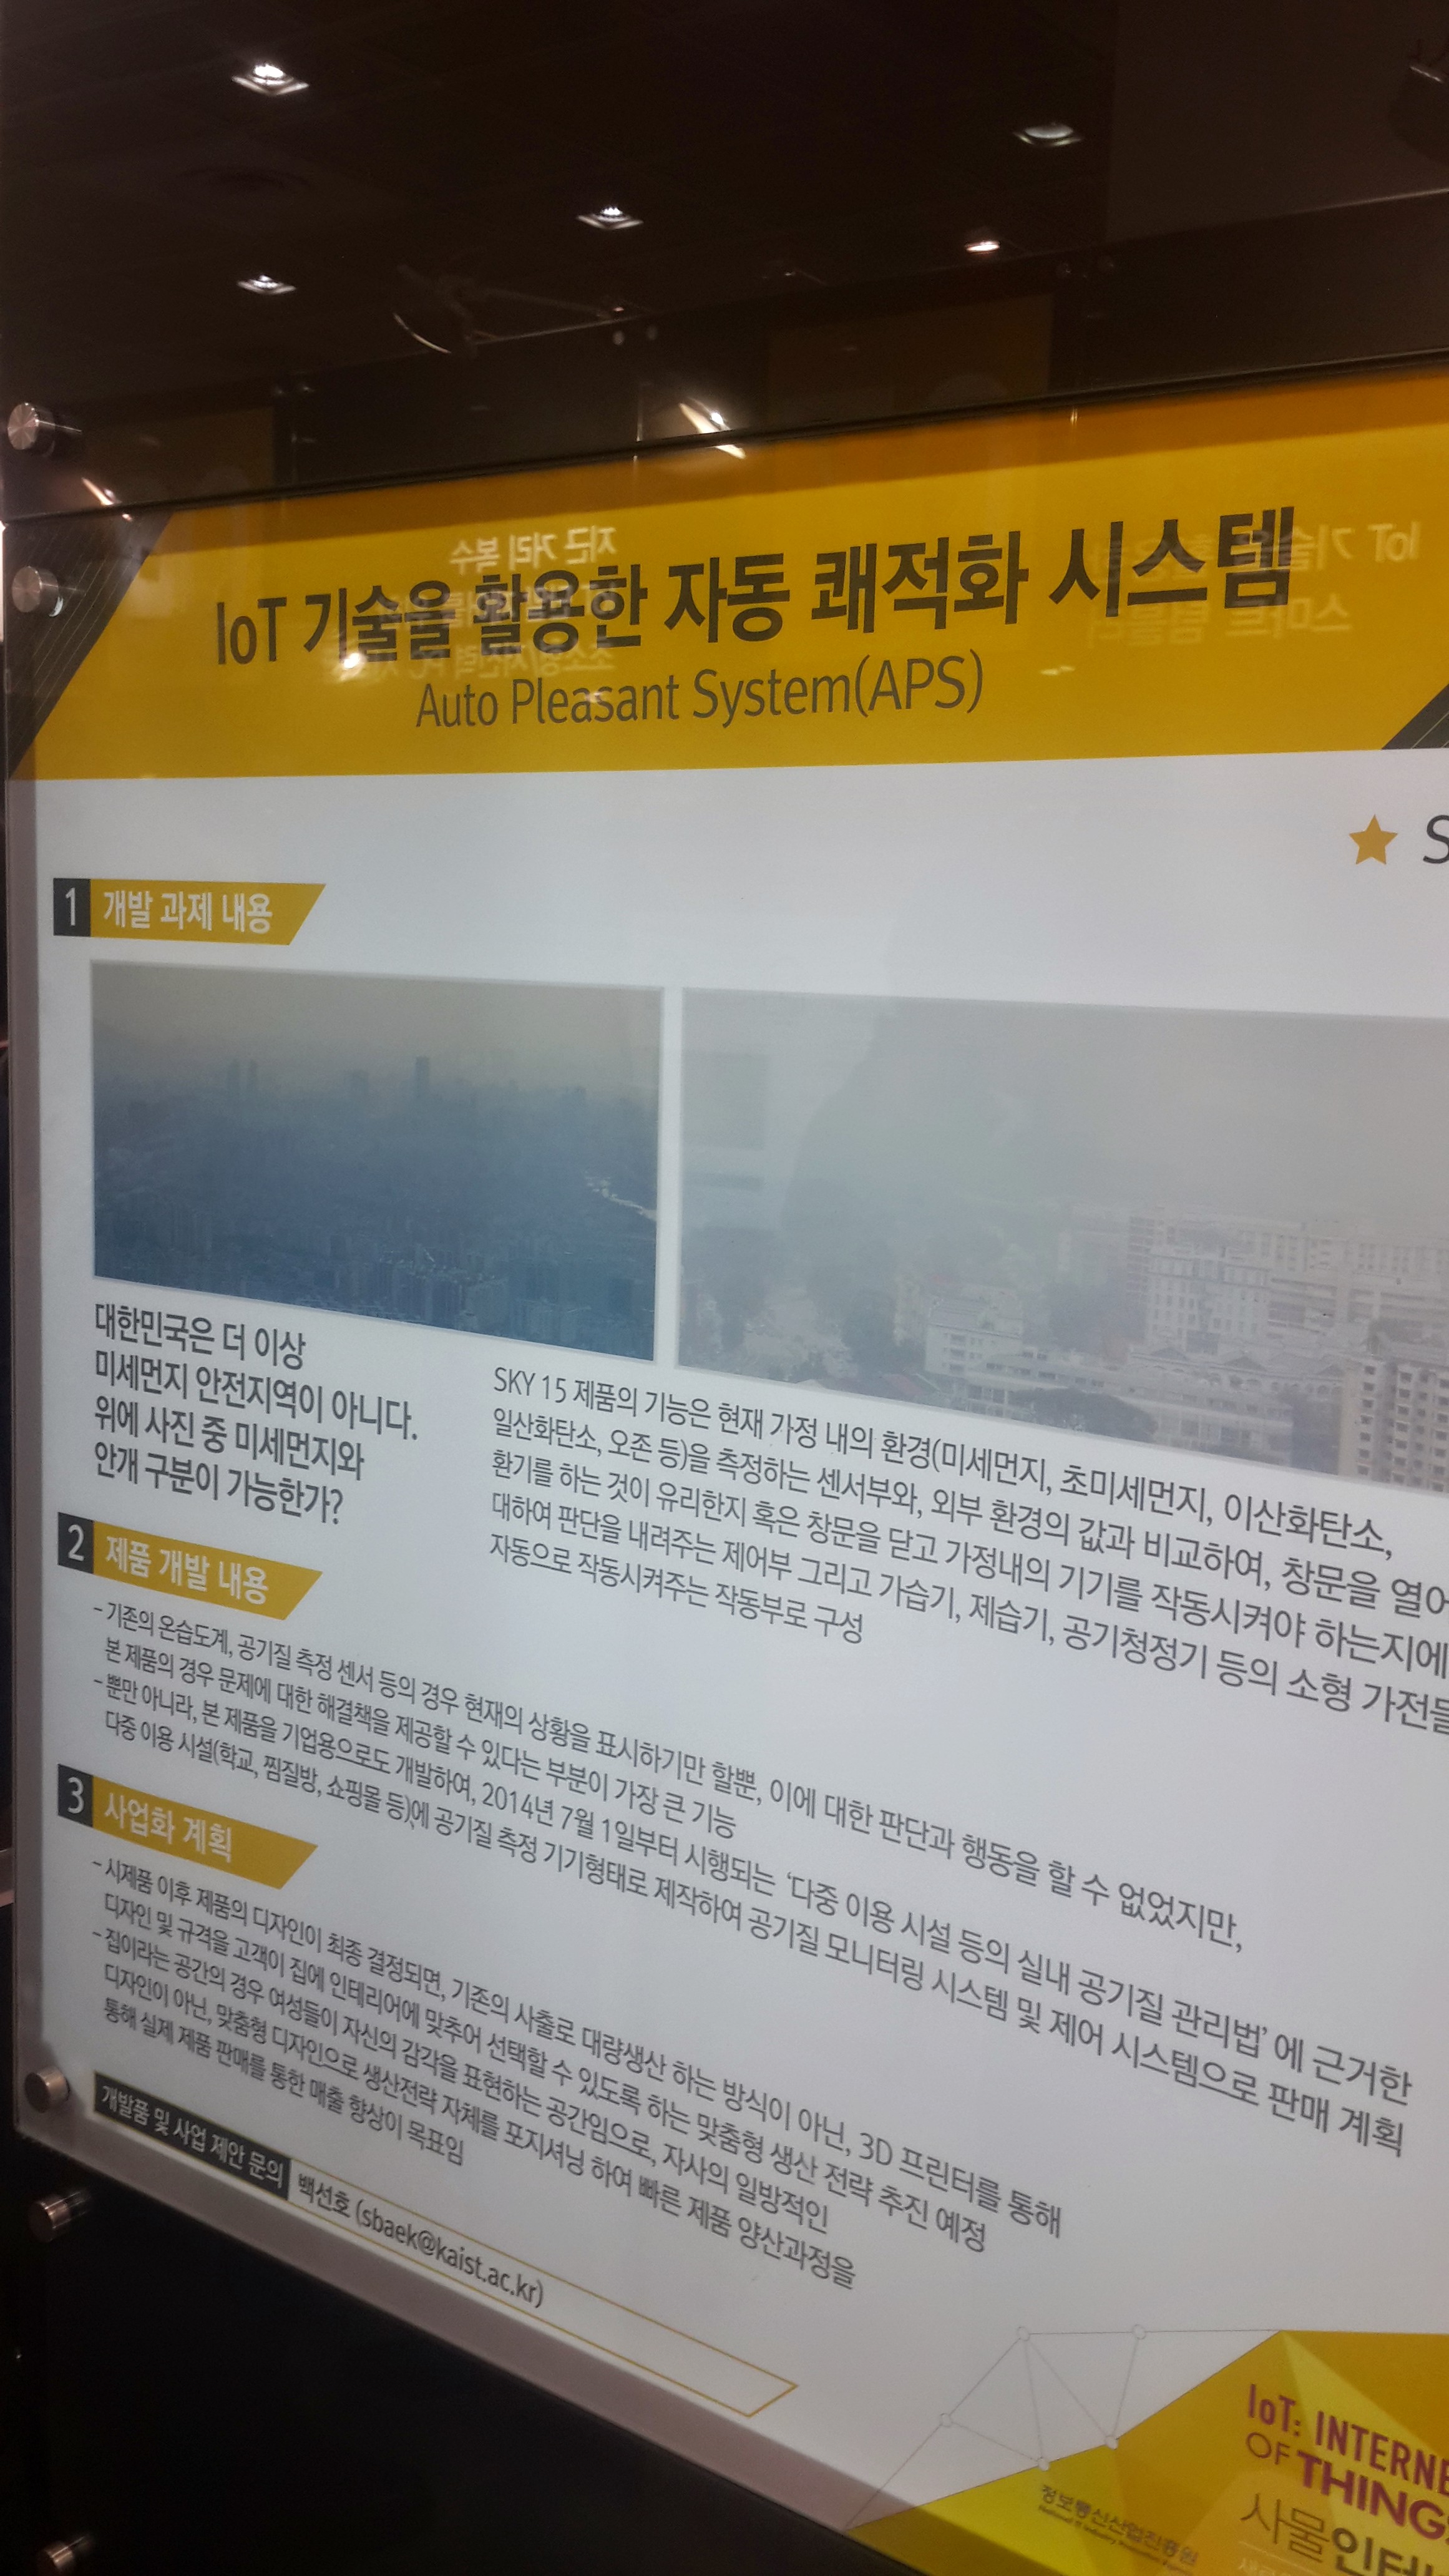 IoT 기술을 활용한 자동 쾌적화 시스템
Auto Pleasant System(APS)
★ S
1 개발 과제 내용
대한민국은 더 이상
미세먼지 안전지역이 아니다.
위에 사진 중 미세먼지와
안개 구분이 가능한가?
SKY 15 제품의 기능은 현재 가정 내의 환경(미세먼지, 초미세먼지, 이산화탄소,
일산화탄소, 오존 등)을 측정하는 센서부와, 외부 환경의 값과 비교하여, 창문을 열어
환기를 하는 것이 유리한지 혹은 창문을 닫고 가정내의 기기를 작동시켜야 하는지에
대하여 판단을 내려주는 제어부 그리고 가습기, 제습기, 공기청정기 등의 소형 가전들
자동으로 작동시켜주는 작동부로 구성
2 제품 개발 내용
- 기존의 온습도계, 공기질 측정 센서 등의 경우 현재의 상황을 표시하기만 할뿐, 이에 대한 판단과 행동을 할 수 없었지만,
본 제품의 경우 문제에 대한 해결책을 제공할 수 있다는 부분이 가장 큰 기능
- 뿐만 아니라, 본 제품을 기업용으로도 개발하여, 2014년 7월 1일부터 시행되는 '다중 이용 시설 등의 실내 공기질 관리법' 에 근거한
다중 이용 시설(학교, 찜질방, 쇼핑몰 등)에 공기질 측정 기기형태로 제작하여 공기질 모니터링 시스템 및 제어 시스템으로 판매 계획
3 사업화 계획
- 시제품 이후 제품의 디자인이 최종 결정되면, 기존의 사출로 대량생산 하는 방식이 아닌, 3D 프린터를 통해
디자인 및 규격을 고객이 집에 인테리어에 맞추어 선택할 수 있도록 하는 맞춤형 생산 전략 추진 예정
- 집이라는 공간의 경우 여성들이 자신의 감각을 표현하는 공간임으로, 자사의 일방적인
디자인이 아닌, 맞춤형 디자인으로 생산전략 자체를 포지셔닝 하여 빠른 제품 양산과정을
통해 실제 제품 판매를 통한 매출 향상이 목표임
개발품 및 사업 제안 문의 백선호 (sbaek@kaist.ac.kr)
IoT: INTERNE
OF THINGS
사물인터
정보통신산업진흥원